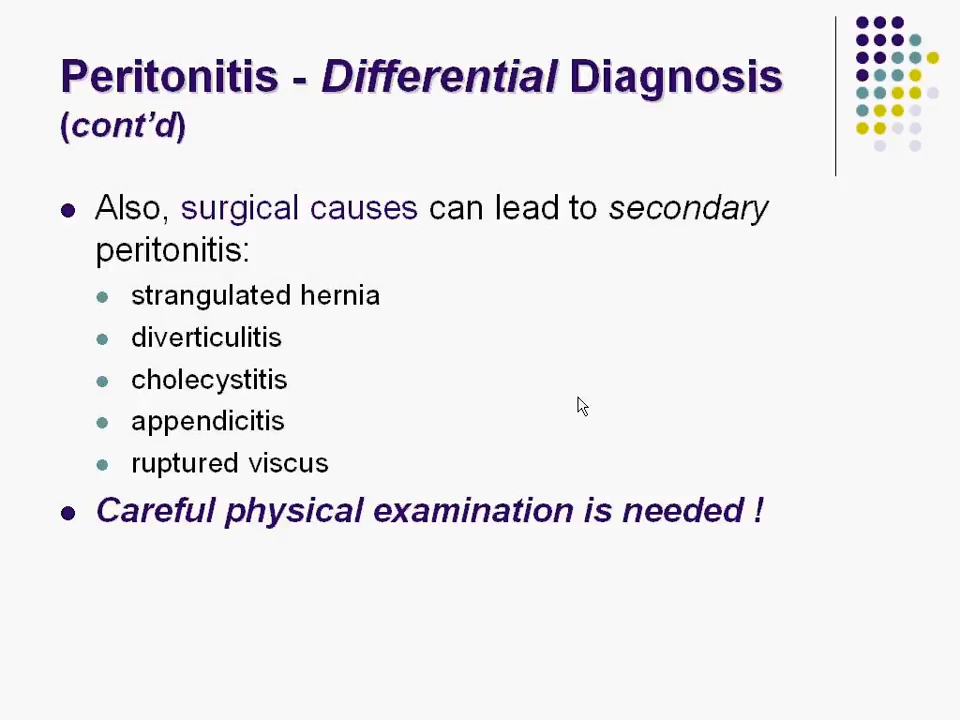 Peritonitis - Differential Diagnosis
(cont’d)
Also, surgical causes can lead to secondary
peritonitis:
strangulated hernia
diverticulitis
cholecystitis
appendicitis
ruptured viscus
Careful physical examination is needed !